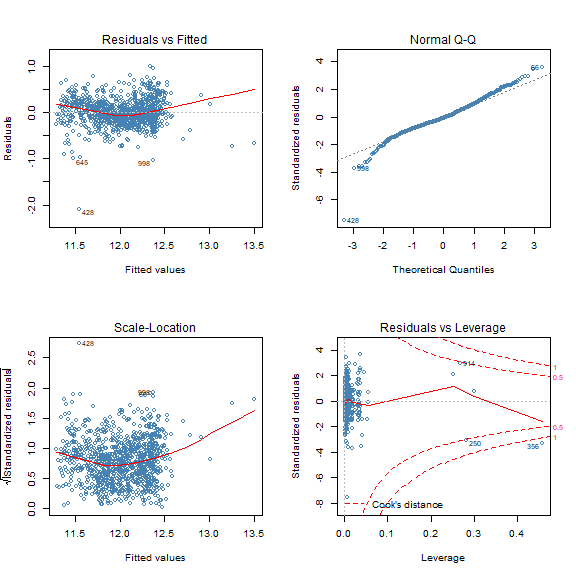 Residuals vs Fitted
Residuals
1.0
0.0
-1.0
-2.0
645
998
428
11.5 12.0 12.5 13.0 13.5
Fitted values
Normal Q-Q
Standardized residuals
4
2
0
-2
-4
-6
998
428
-3 -2 -1 0 1 2 3
Theoretical Quantiles
Scale-Location
√|Standardized residuals|
2.5
2.0
1.5
1.0
0.5
0.0
428
998
11.5 12.0 12.5 13.0 13.5
Fitted values
Residuals vs Leverage
Standardized residuals
4
2
0
-2
-4
-6
-8
914
1
0.5
0.5
1
250
356
Cook's distance
0.0 0.1 0.2 0.3 0.4
Leverage